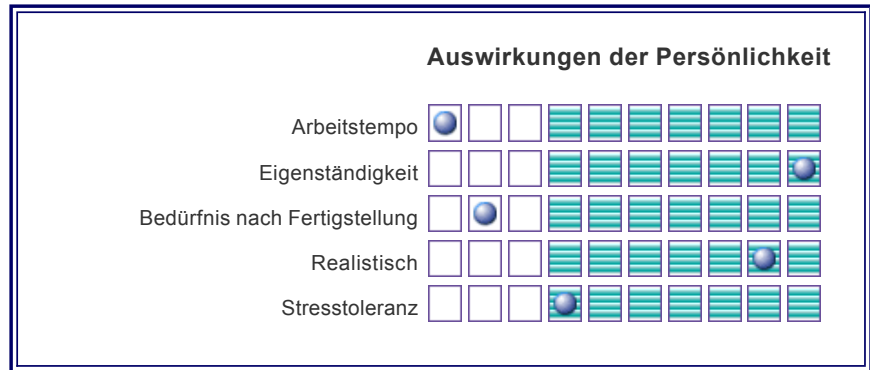 Auswirkungen der Persönlichkeit
Arbeitstempo
Eigenständigkeit
Bedürfnis nach Fertigstellung
Realistisch
Stresstoleranz